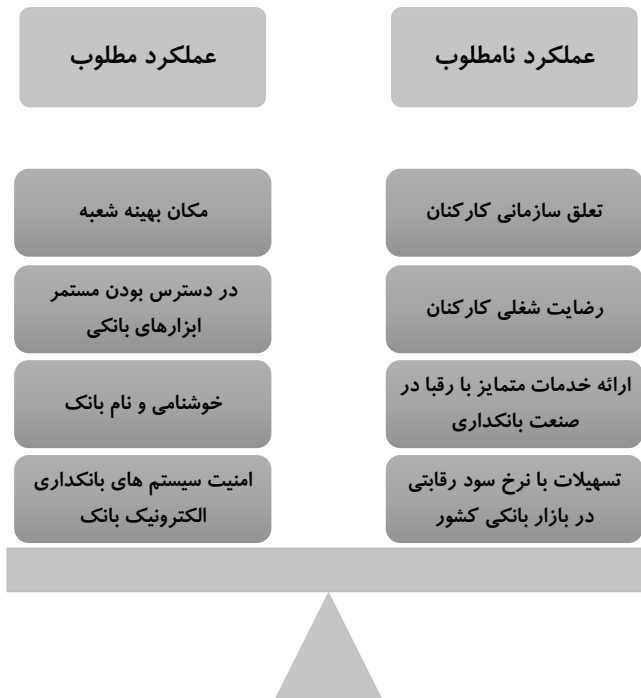 عملکرد نامطلوب
عملکرد مطلوب
تعلق سازمانی کارکنان
مکان بهینه شعبه
رضایت شغلی کارکنان
در دسترس بودن مستمر
ابزارهای بانکی
ارائه خدمات متمایز با رقبا در
صنعت بانکداری
خوشنامی و نام بانک
تسهیلات با نرخ سود رقابتی
در بازار بانکی کشور
امنیت سیستم های بانکداری
الکترونیک بانک